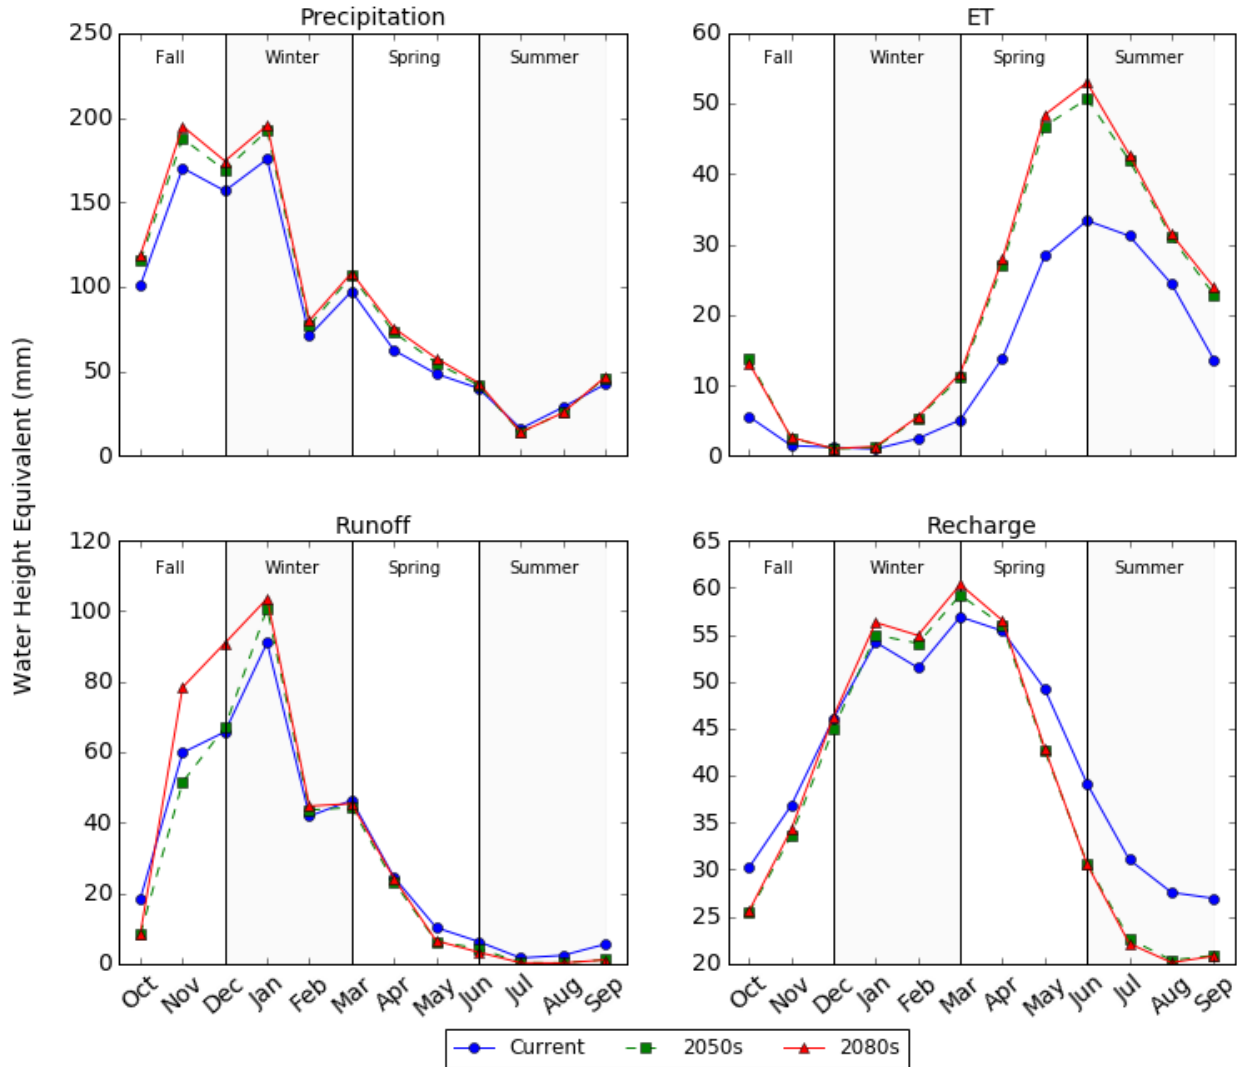 Precipitation
250
200
150
100
50
0
Fall Winter Spring Summer
ET
60
50
40
30
20
10
0
Fall Winter Spring Summer
Water Height Equivalent (mm)
Runoff
120
100
80
60
40
20
0
Fall Winter Spring Summer
Oct Nov Dec Jan Feb Mar Apr May Jun Jul Aug Sep
Recharge
65
60
55
50
45
40
35
30
25
20
Fall Winter Spring Summer
Oct Nov Dec Jan Feb Mar Apr May Jun Jul Aug Sep
Current 2050s 2080s